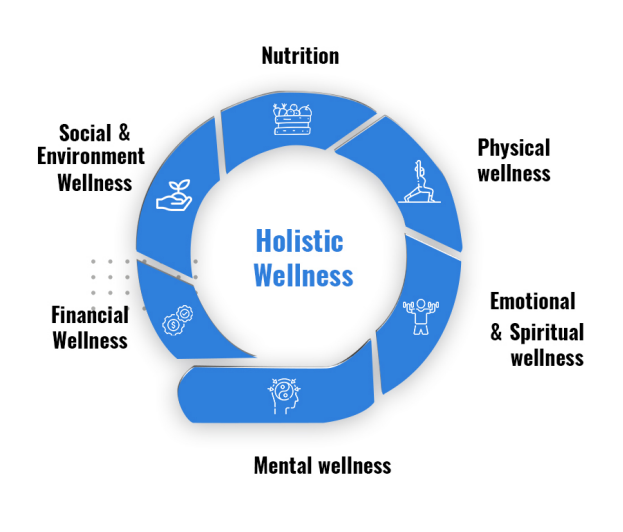 Nutrition
Social &
Environment
Wellness
Physical
wellness
Holistic
Wellness
Financial
Wellness
Emotional
& Spiritual
wellness
Mental wellness